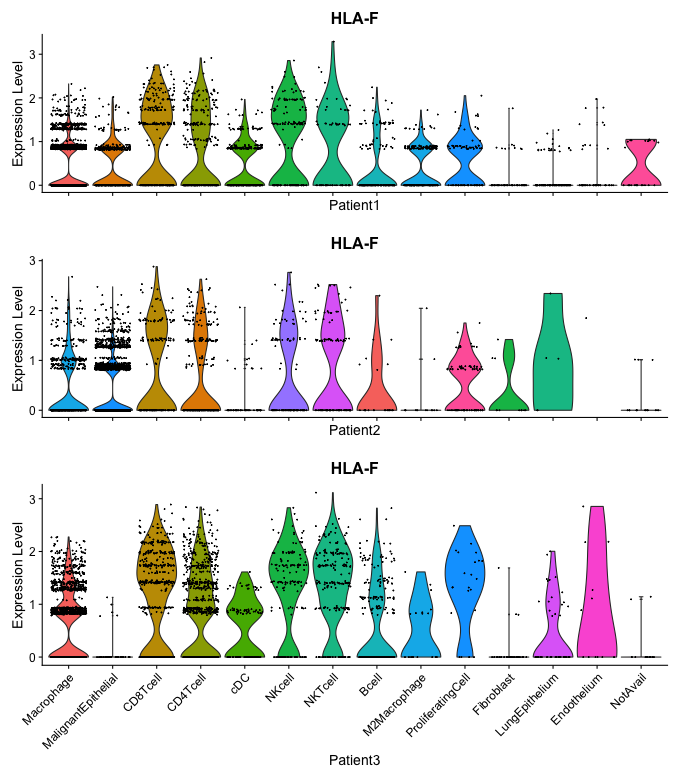 HLA-F
Expression Level
3
2
1
0
Patient1
HLA-F
Expression Level
3
2
1
0
Patient2
HLA-F
Expression Level
3
2
1
0
Macrophage
MalignantEpithelial
CD8Tcell
CD4Tcell
cDC
NKcell
NKTcell
Bcell
M2Macrophage
ProliferatingCell
Fibroblast
LungEpithelium
Endothelium
NotAvail
Patient3